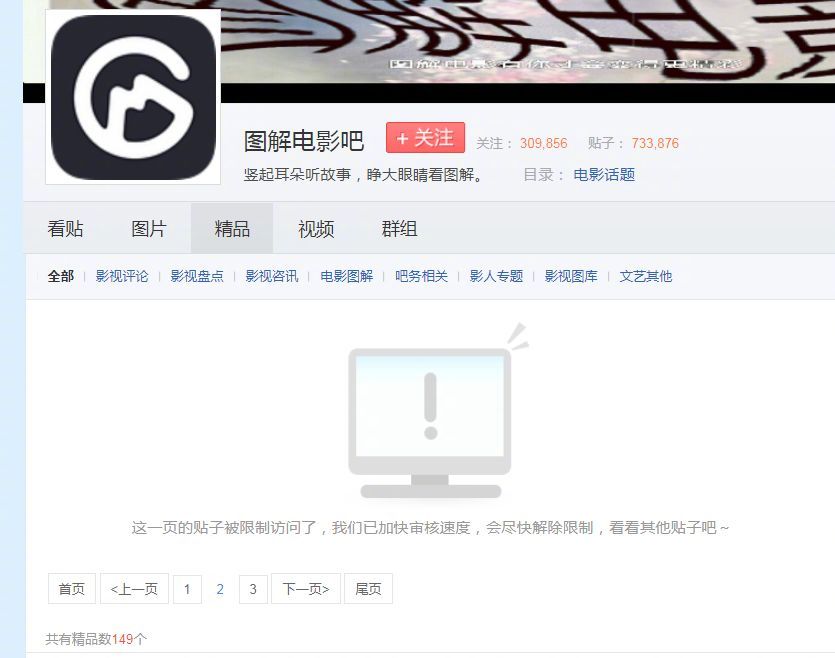 图解电影吧 + 关注 关注： 309,856 贴子： 733,876
竖起耳朵听故事，睁大眼睛看图解。 目录： 电影话题
看贴 图片 精品 视频 群组
全部 影视评论 影视盘点 影视咨讯 电影图解 吧务相关 影人专题 影视图库 文艺其他
这一页的贴子被限制访问了，我们已加快审核速度，会尽快解除限制，看看其他贴子吧～
首页 <上一页 1 2 3 下一页> 尾页
共有精品数149个